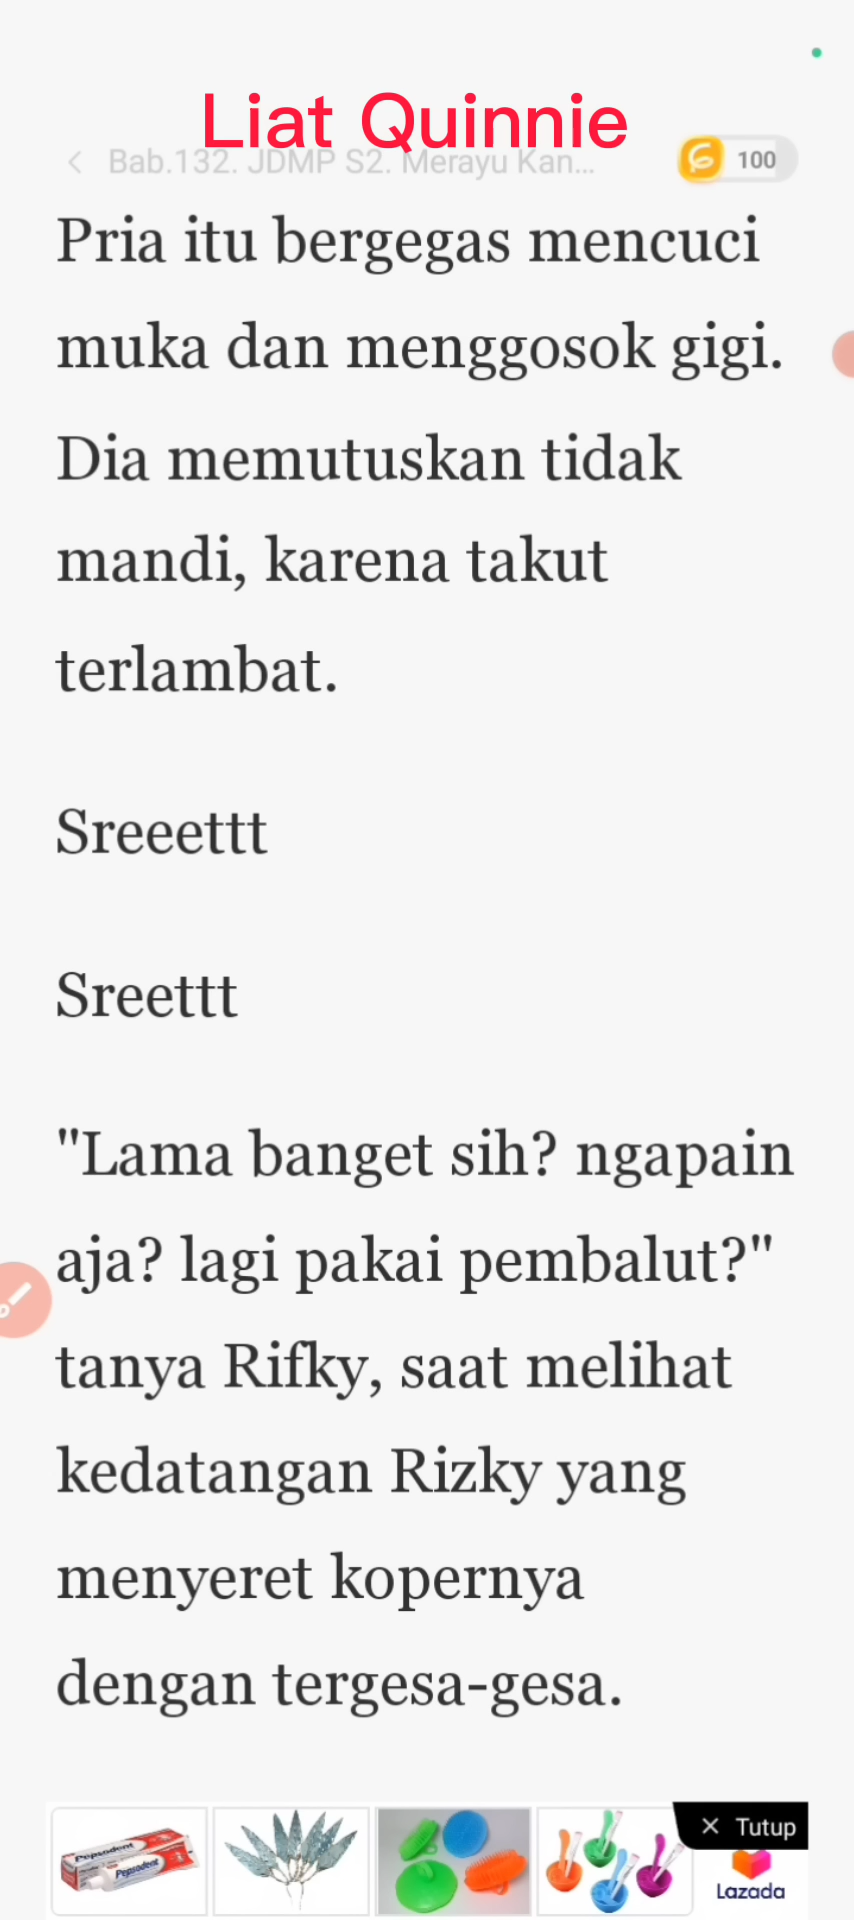 Liat Quinnie
Bab.132. JDMP S2. Merayu Kan...
100
Pria itu bergegas mencuci
muka dan menggosok gigi.
Dia memutuskan tidak
mandi, karena takut
terlambat.
Sreeettt
Sreettt
"Lama banget sih? ngapain
aja? lagi pakai pembalut?"
tanya Rifky, saat melihat
kedatangan Rizky yang
menyeret kopernya
dengan tergesa-gesa.
Tutup
Pepsodent
Pepsodent
Lazada